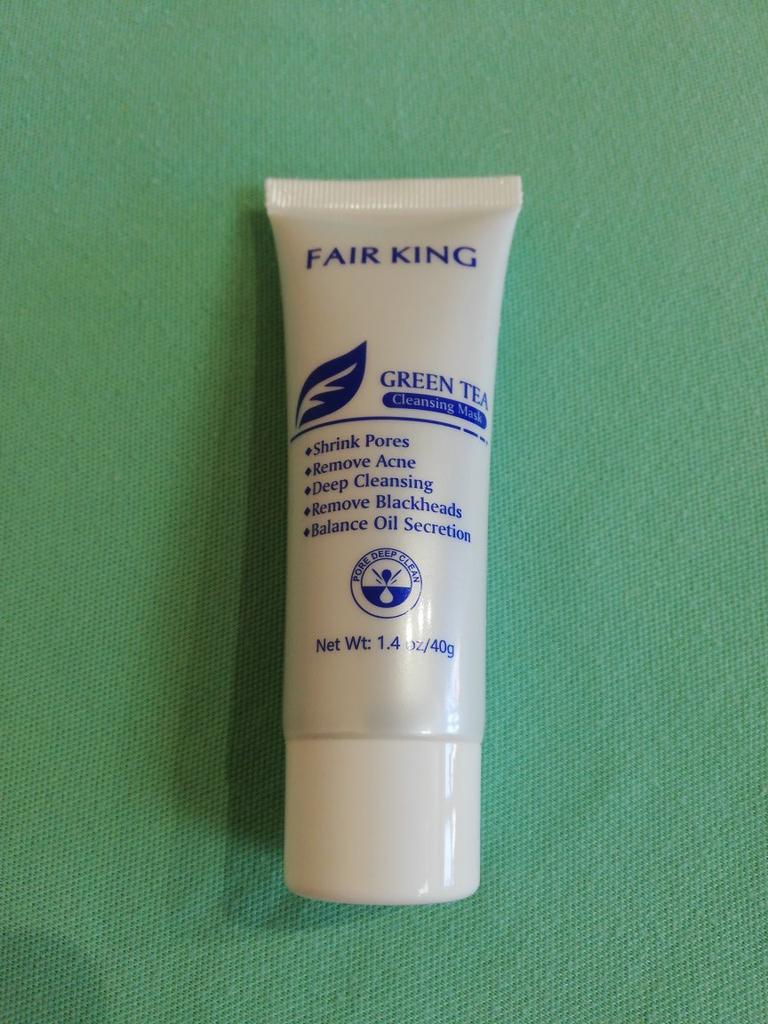 FAIR KING
GREEN TEA
Cleansing Mask
♦Shrink Pores
♦Remove Acne
♦Deep Cleansing
♦Remove Blackheads
♦Balance Oil Secretion
PORE DEEP CLEAN
Net Wt: 1.4 oz/40g